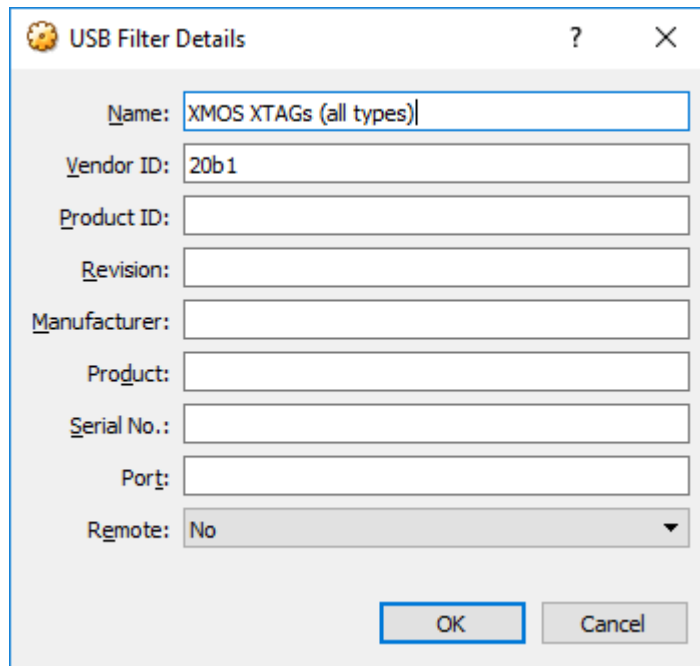 USB Filter Details ?
Name: XMOS XTAGs (all types)
Vendor ID: 20b1
Product ID:
Revision:
Manufacturer:
Product:
Serial No.:
Port:
Remote: No
OK Cancel